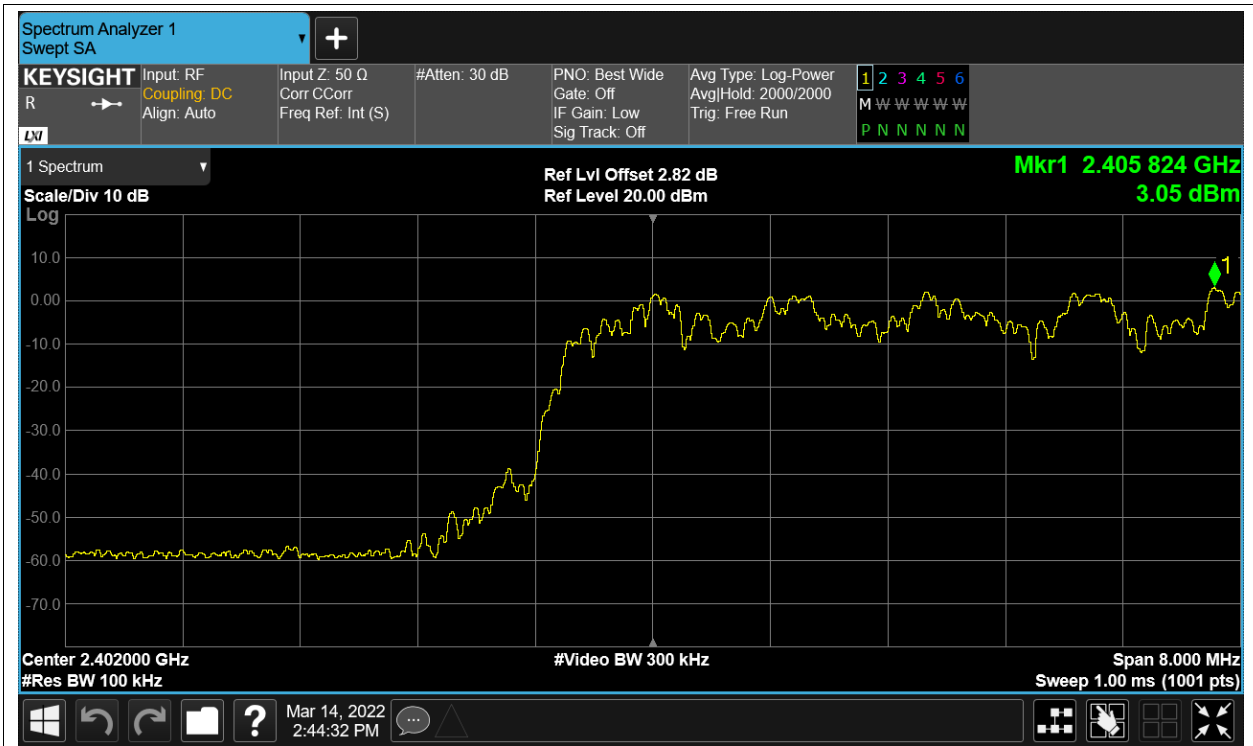 Spectrum Analyzer 1
Swept SA
KEYSIGHT
R
LXI
Input: RF
Coupling: DC
Align: Auto
Input Z: 50 Ω
Corr CCorr
Freq Ref: Int (S)
#Atten: 30 dB
PNO: Best Wide
Gate: Off
IF Gain: Low
Sig Track: Off
Avg Type: Log-Power
Avg|Hold: 2000/2000
Trig: Free Run
1 2 3 4 5 6
M W W W W W
P N N N N N
1 Spectrum
Scale/Div 10 dB
Log
Ref Lvl Offset 2.82 dB
Ref Level 20.00 dBm
Mkr1 2.405 824 GHz
3.05 dBm
1
10.0
0.00
-10.0
-20.0
-30.0
-40.0
-50.0
-60.0
-70.0
Center 2.402000 GHz
#Res BW 100 kHz
#Video BW 300 kHz
Span 8.000 MHz
Sweep 1.00 ms (1001 pts)
?
Mar 14, 2022
2:44:32 PM